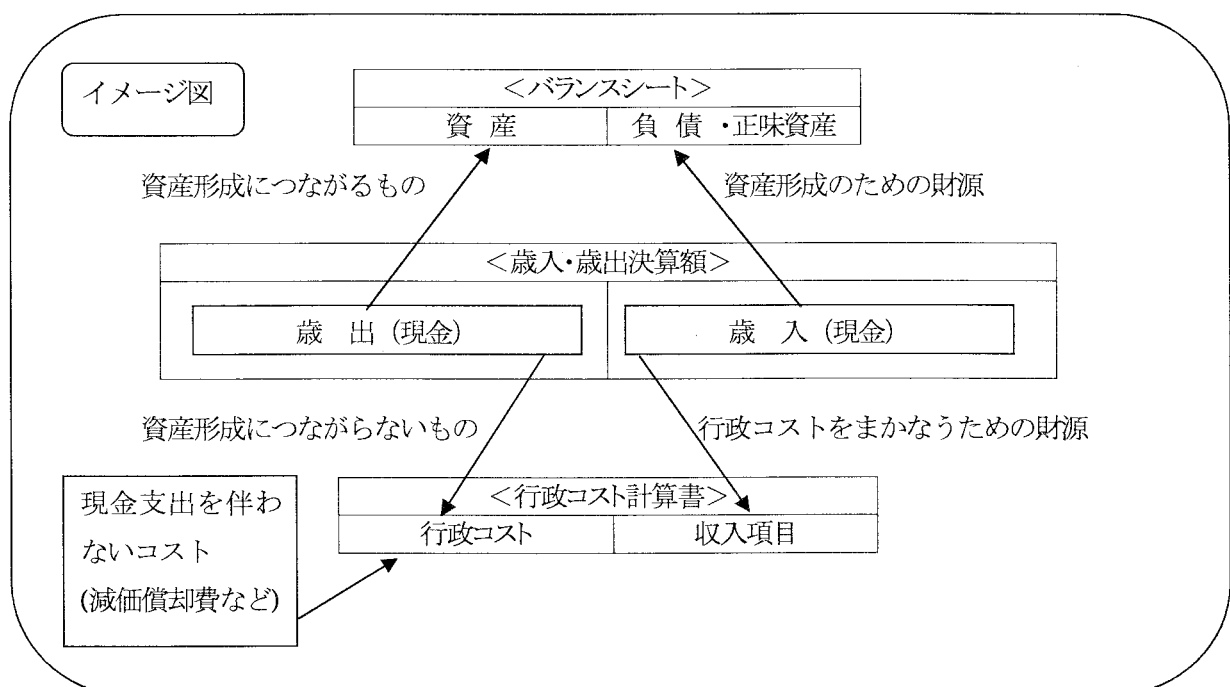 イメージ図
<バランスシート>
資 産
負 債 ・正味資産
資産形成につながるもの
資産形成のための財源
<歳入・歳出決算額>
歳 出 (現金)
歳 入 (現金)
資産形成につながらないもの
行政コストをまかなうための財源
現金支出を伴わ
ないコスト
(減価償却費など)
<行政コスト計算書>
行政コスト
収入項目